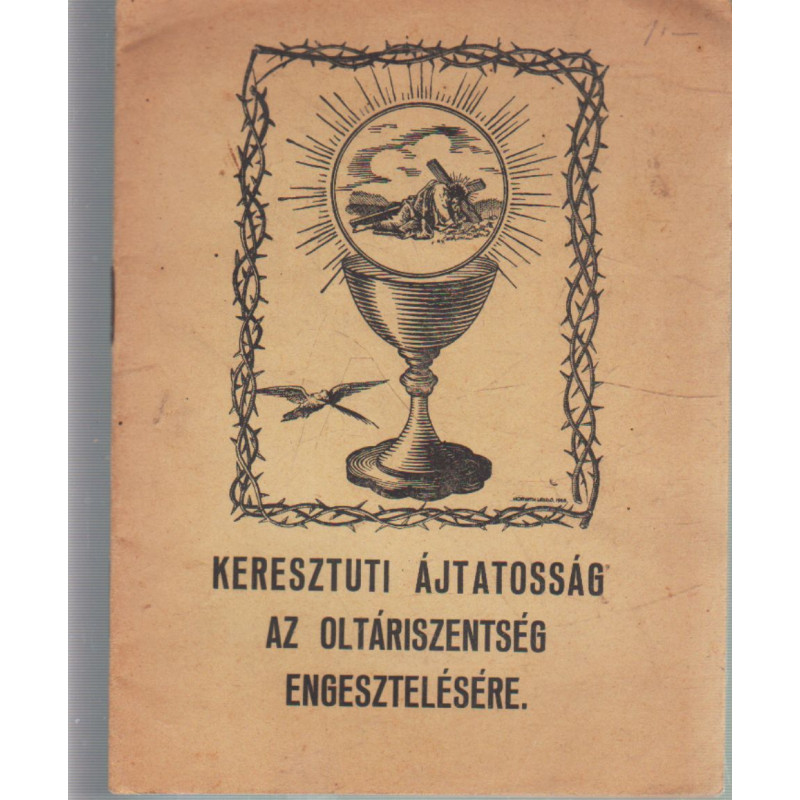 KERESZTUTI ÁJTATOSSÁG
AZ OLTÁRISZENTSÉG
ENGESZTELÉSÉRE.